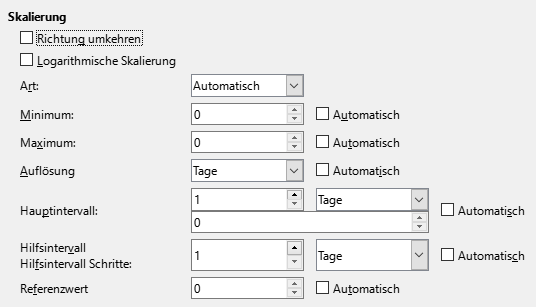 Skalierung
Richtung umkehren
Logarithmische Skalierung
Art: Automatisch
Minimum: 0 Automatisch
Maximum: 0 Automatisch
Auflösung Tage Automatisch
Hauptintervall: 1 Tage Automatisch
0
Hilfsintervall
Hilfsintervall Schritte: 1 Tage Automatisch
Referenzwert 0 Automatisch